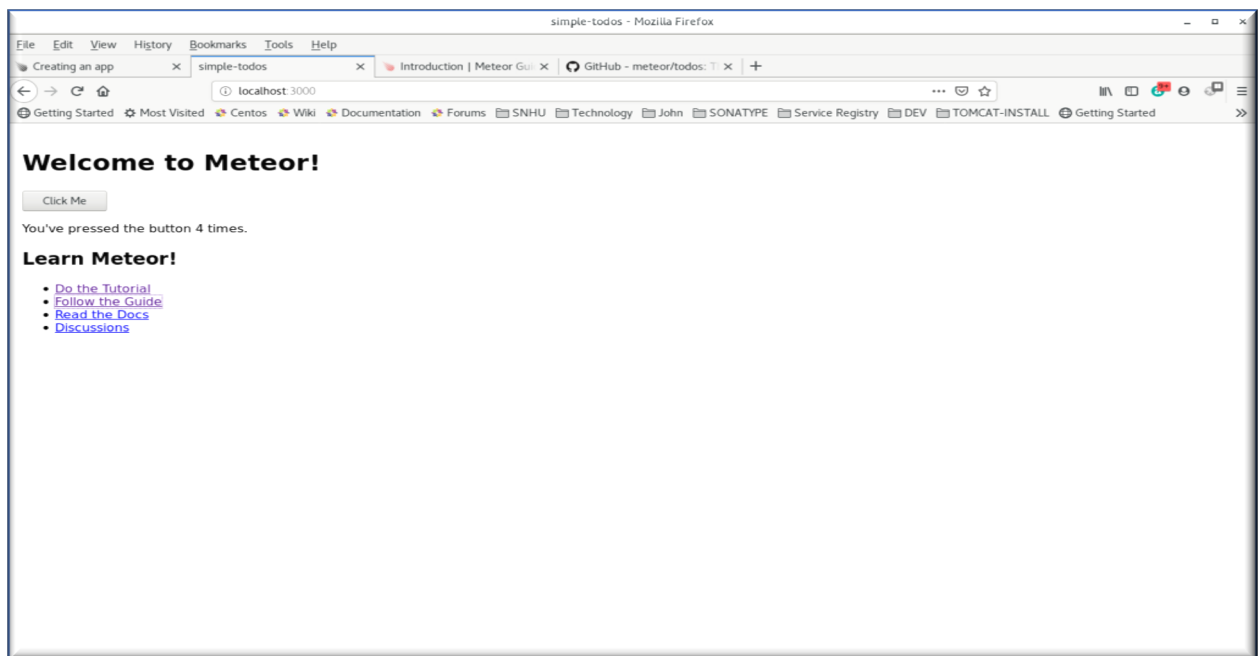 simple-todos - Mozilla Firefox
File Edit View History Bookmarks Tools Help
Creating an app simple-todos Introduction | Meteor Gui GitHub - meteor/todos: T
localhost:3000
Getting Started Most Visited Centos Wiki Documentation Forums SNHU Technology John SONATYPE Service Registry DEV TOMCAT-INSTALL Getting Started
Welcome to Meteor!
Click Me
You've pressed the button 4 times.
Learn Meteor!
• Do the Tutorial
• Follow the Guide
• Read the Docs
• Discussions